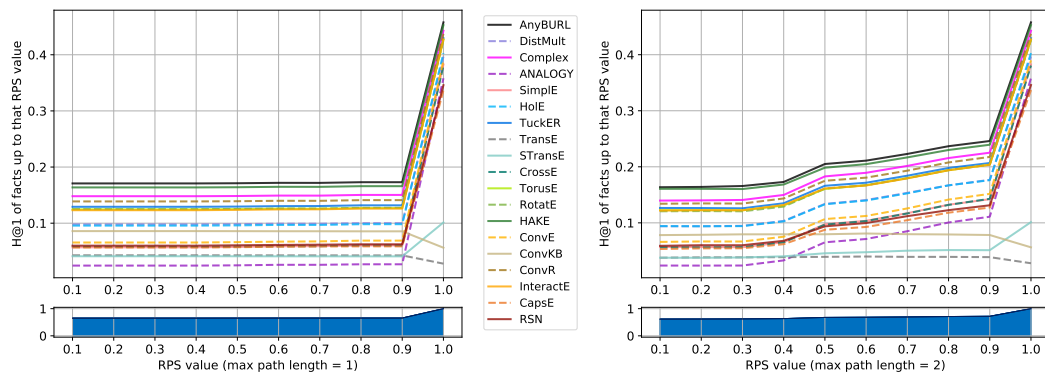 H@1 of facts up to that RPS value
0.4
0.3
0.2
0.1
0.1 0.2 0.3 0.4 0.5 0.6 0.7 0.8 0.9 1.0
1
0
0.1 0.2 0.3 0.4 0.5 0.6 0.7 0.8 0.9 1.0
RPS value (max path length = 1)
AnyBURL
DistMult
Complex
ANALOGY
SimplE
HolE
TuckER
TransE
STransE
CrossE
TorusE
RotatE
HAKE
ConvE
ConvKB
ConvR
InteractE
CapsE
RSN
H@1 of facts up to that RPS value
0.4
0.3
0.2
0.1
0.1 0.2 0.3 0.4 0.5 0.6 0.7 0.8 0.9 1.0
1
0
0.1 0.2 0.3 0.4 0.5 0.6 0.7 0.8 0.9 1.0
RPS value (max path length = 2)